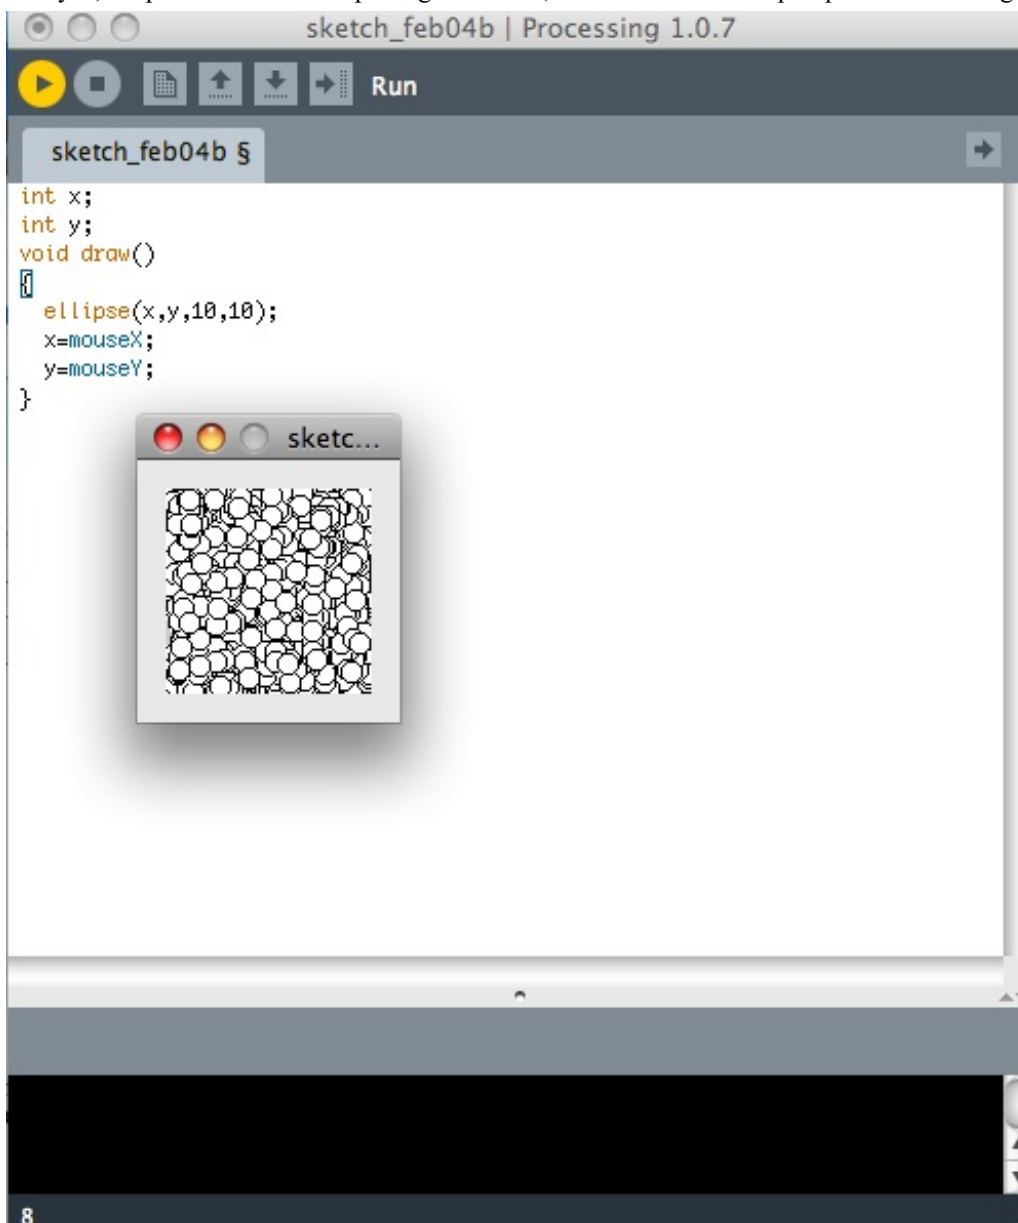 sketch_feb04b | Processing 1.0.7
Run
sketch_feb04b §
int x;
int y;
void draw()
{
  ellipse(x,y,10,10);
  x=mouseX;
  y=mouseY;
}
sketc...
8